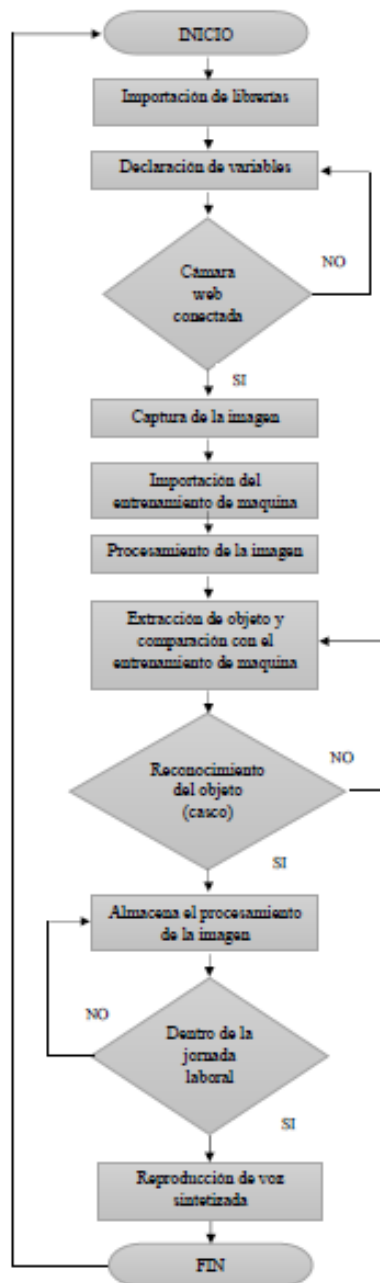 INICIO
Importación de librerías
Declaración de variables
Cámara
web
conectada
NO
SI
Captura de la imagen
Importación del
entrenamiento de maquina
Procesamiento de la imagen
Extracción de objeto y
comparación con el
entrenamiento de maquina
Reconocimiento
del objeto
(casco)
NO
SI
Almacena el procesamiento
de la imagen
NO
Dentro de la
jornada
laboral
SI
Reproducción de voz
sintetizada
FIN